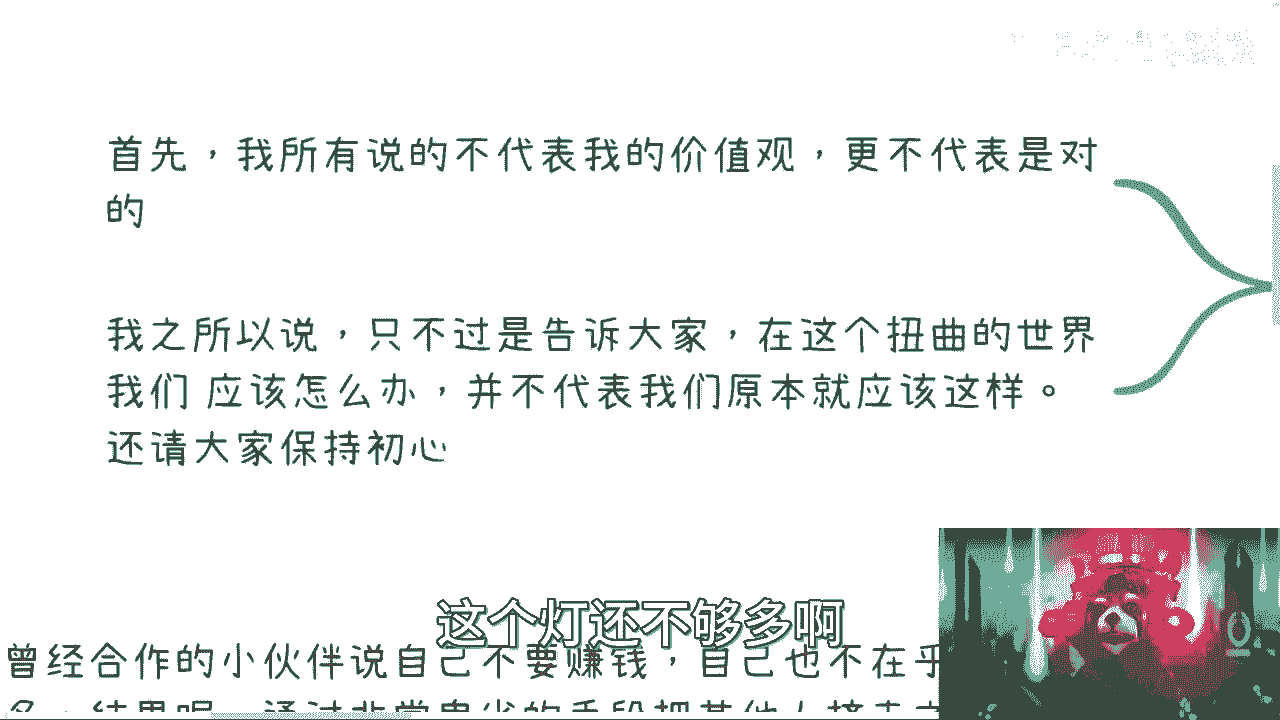 首先，我所有说的不代表我的价值观，更不代表是对
的
我之所以说，只不过是告诉大家，在这个扭曲的世界
我们 应该怎么办，并不代表我们原本就应该这样。
还请大家保持初心
这个灯还不够多啊
曾经合作的小伙伴说自己不要赚钱，自己也不在乎